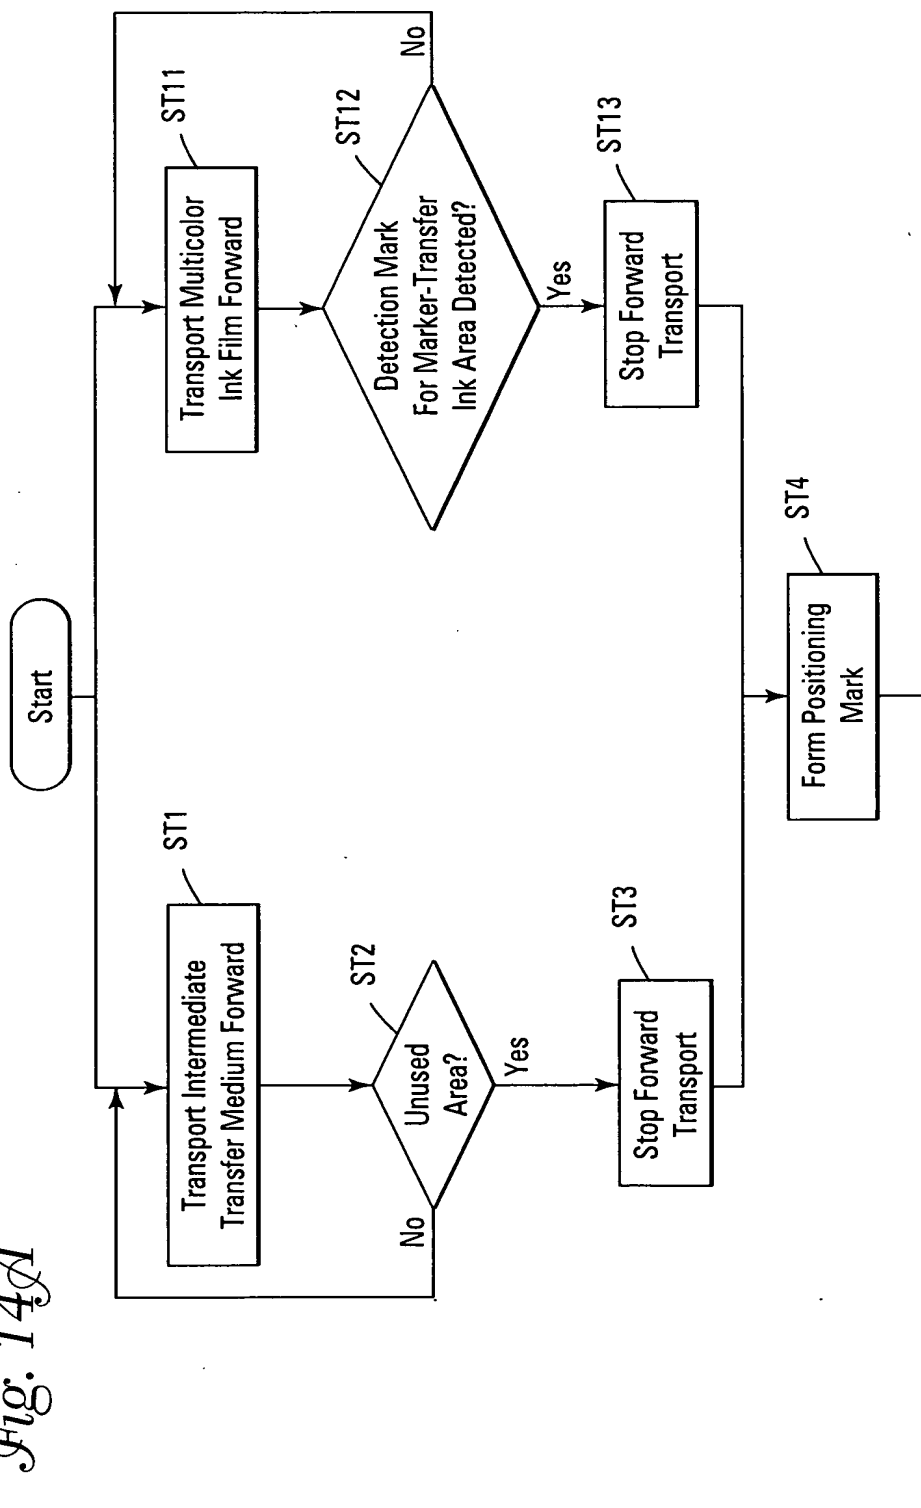 Fig. 14A
Start
ST1
Transport Intermediate
Transfer Medium Forward
ST2
Unused
Area?
No
Yes
ST3
Stop Forward
Transport
ST11
Transport Multicolor
Ink Film Forward
ST12
Detection Mark
For Marker-Transfer
Ink Area Detected?
No
Yes
ST13
Stop Forward
Transport
ST4
Form Positioning
Mark